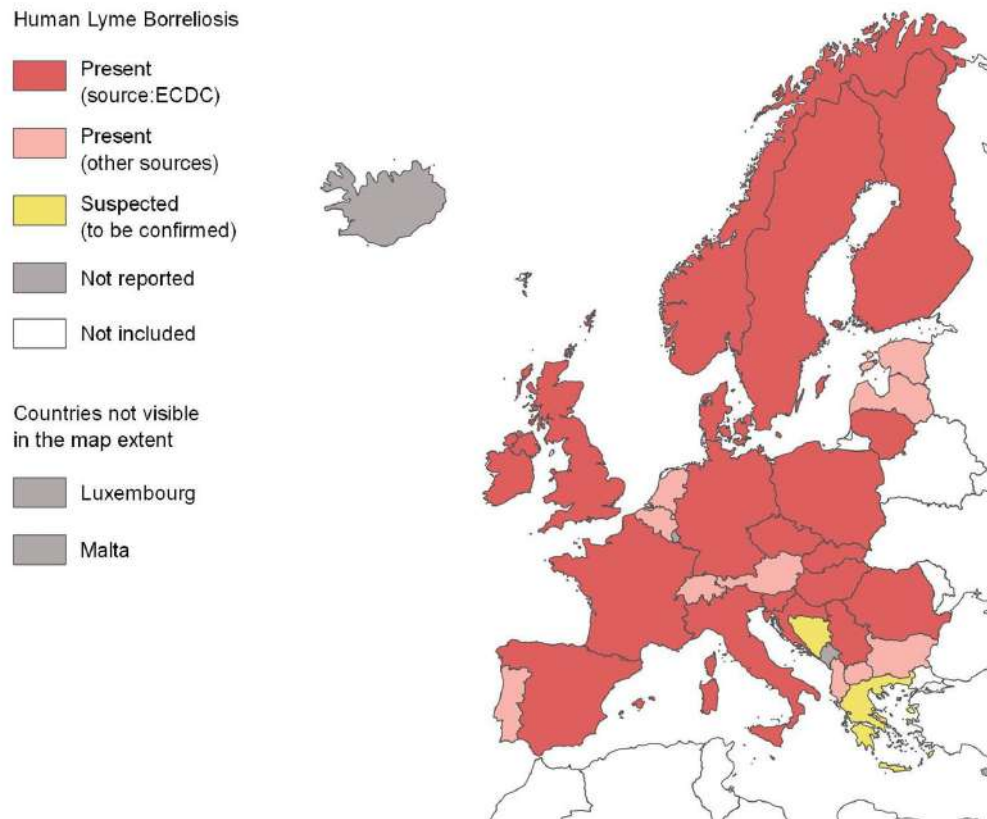 Human Lyme Borreliosis
Present
(source:ECDC)
Present
(other sources)
Suspected
(to be confirmed)
Not reported
Not included
Countries not visible
in the map extent
Luxembourg
Malta